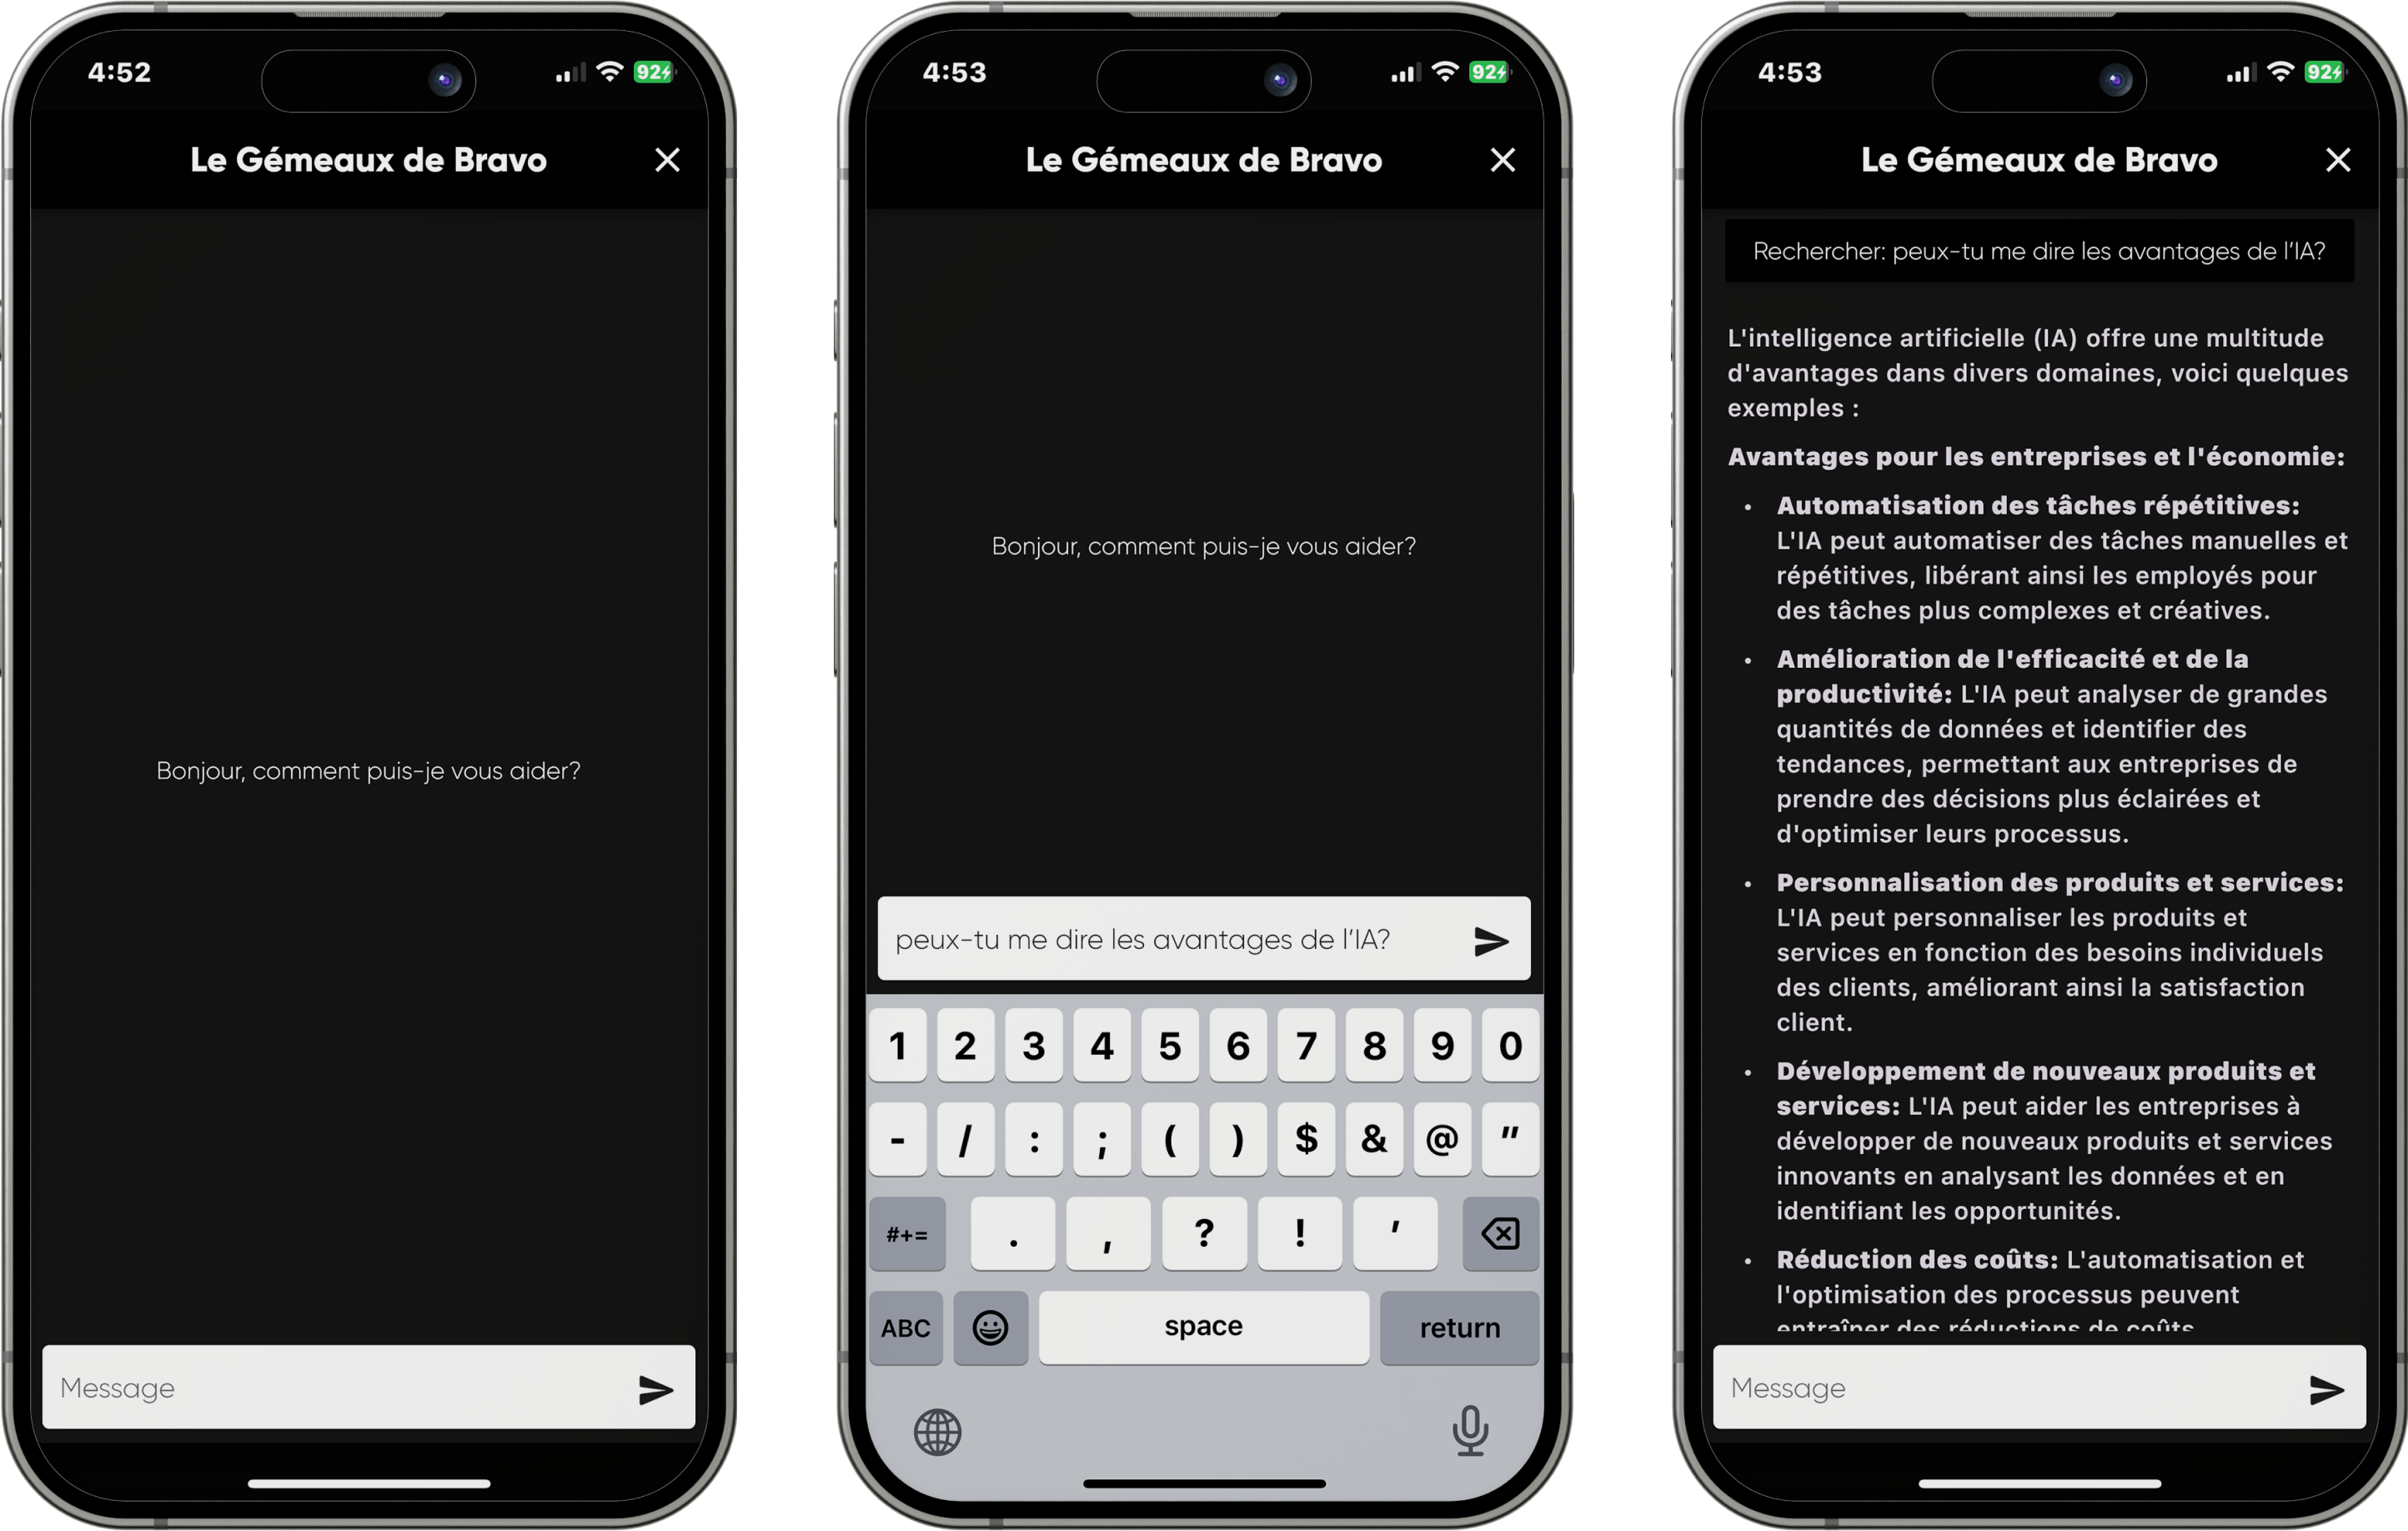 4:52
92
Le Gémeaux de Bravo
Bonjour, comment puis-je vous aider?
Message
4:53
92
Le Gémeaux de Bravo
Bonjour, comment puis-je vous aider?
peux-tu me dire les avantages de l'IA?
1 2 3 4 5 6 7 8 9 0
- / : ; ( ) $ & @ "
#+= . , ? ! '
ABC space return
4:53
92
Le Gémeaux de Bravo
Rechercher: peux-tu me dire les avantages de l'IA?
L'intelligence artificielle (IA) offre une multitude
d'avantages dans divers domaines, voici quelques
exemples :
Avantages pour les entreprises et l'économie:
• Automatisation des tâches répétitives:
L'IA peut automatiser des tâches manuelles et
répétitives, libérant ainsi les employés pour
des tâches plus complexes et créatives.
• Amélioration de l'efficacité et de la
productivité: L'IA peut analyser de grandes
quantités de données et identifier des
tendances, permettant aux entreprises de
prendre des décisions plus éclairées et
d'optimiser leurs processus.
• Personnalisation des produits et services:
L'IA peut personnaliser les produits et
services en fonction des besoins individuels
des clients, améliorant ainsi la satisfaction
client.
• Développement de nouveaux produits et
services: L'IA peut aider les entreprises à
développer de nouveaux produits et services
innovants en analysant les données et en
identifiant les opportunités.
• Réduction des coûts: L'automatisation et
l'optimisation des processus peuvent
entraîner des réductions de coûts
Message